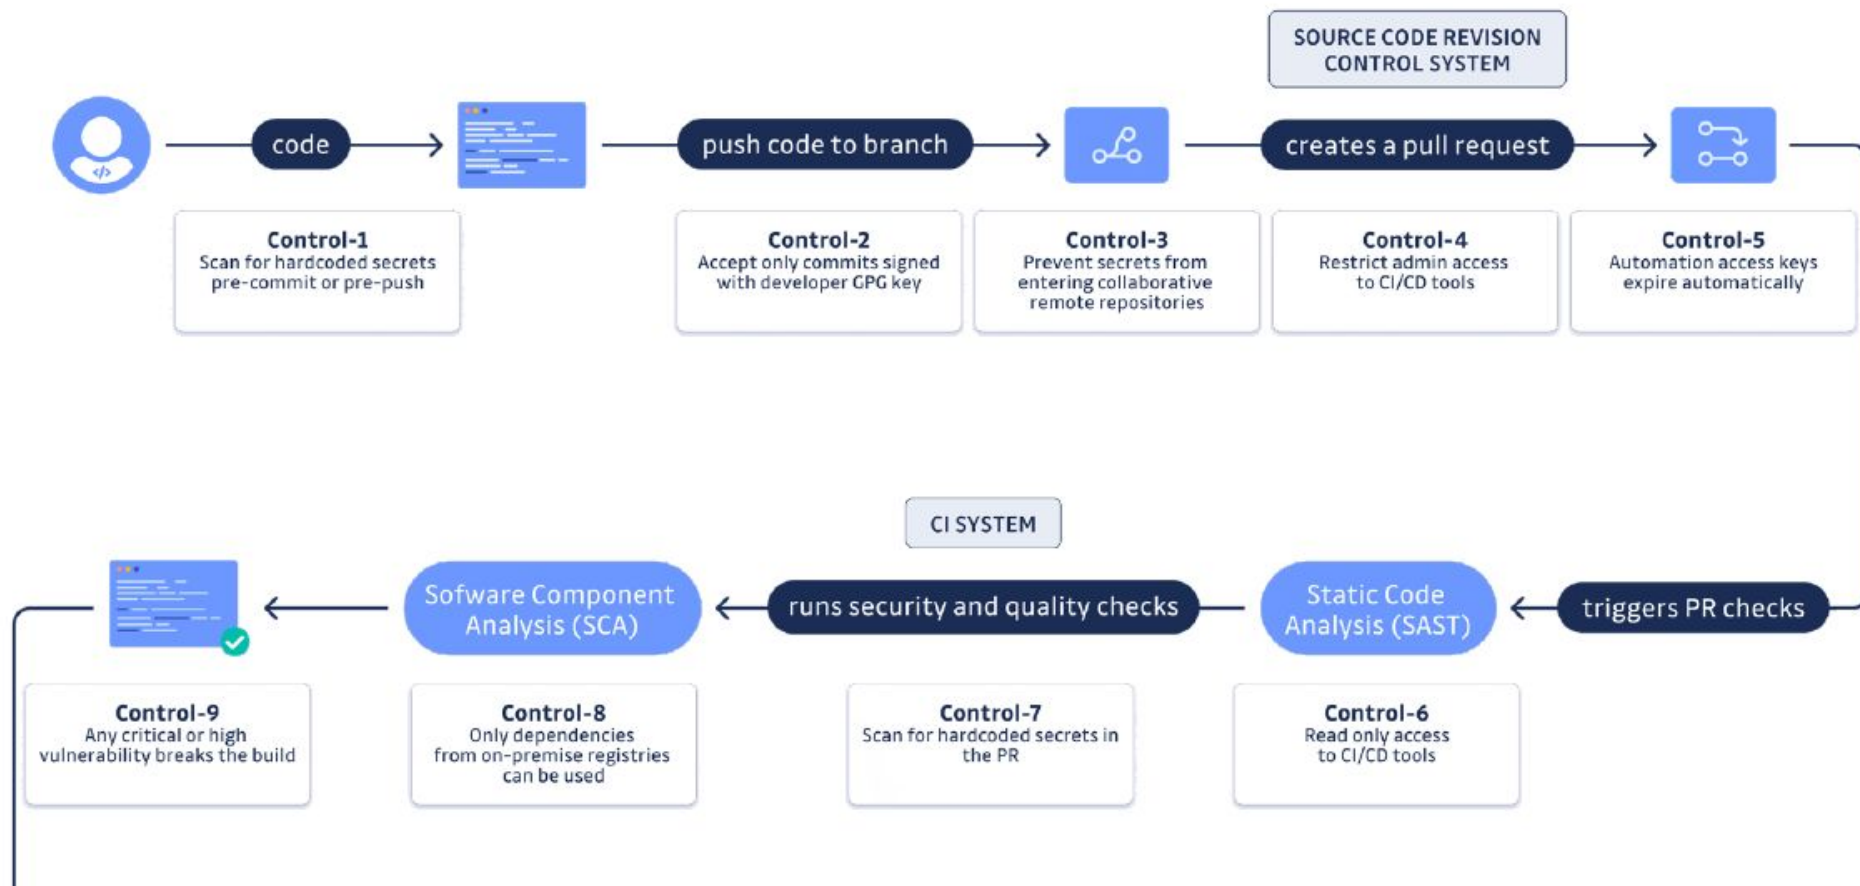 SOURCE CODE REVISION
CONTROL SYSTEM
</>
code
push code to branch
creates a pull request
Control-1
Scan for hardcoded secrets
pre-commit or pre-push
Control-2
Accept only commits signed
with developer GPG key
Control-3
Prevent secrets from
entering collaborative
remote repositories
Control-4
Restrict admin access
to CI/CD tools
Control-5
Automation access keys
expire automatically
CI SYSTEM
triggers PR checks
Static Code
Analysis (SAST)
runs security and quality checks
Sofware Component
Analysis (SCA)
Control-6
Read only access
to CI/CD tools
Control-7
Scan for hardcoded secrets in
the PR
Control-8
Only dependencies
from on-premise registries
can be used
Control-9
Any critical or high
vulnerability breaks the build